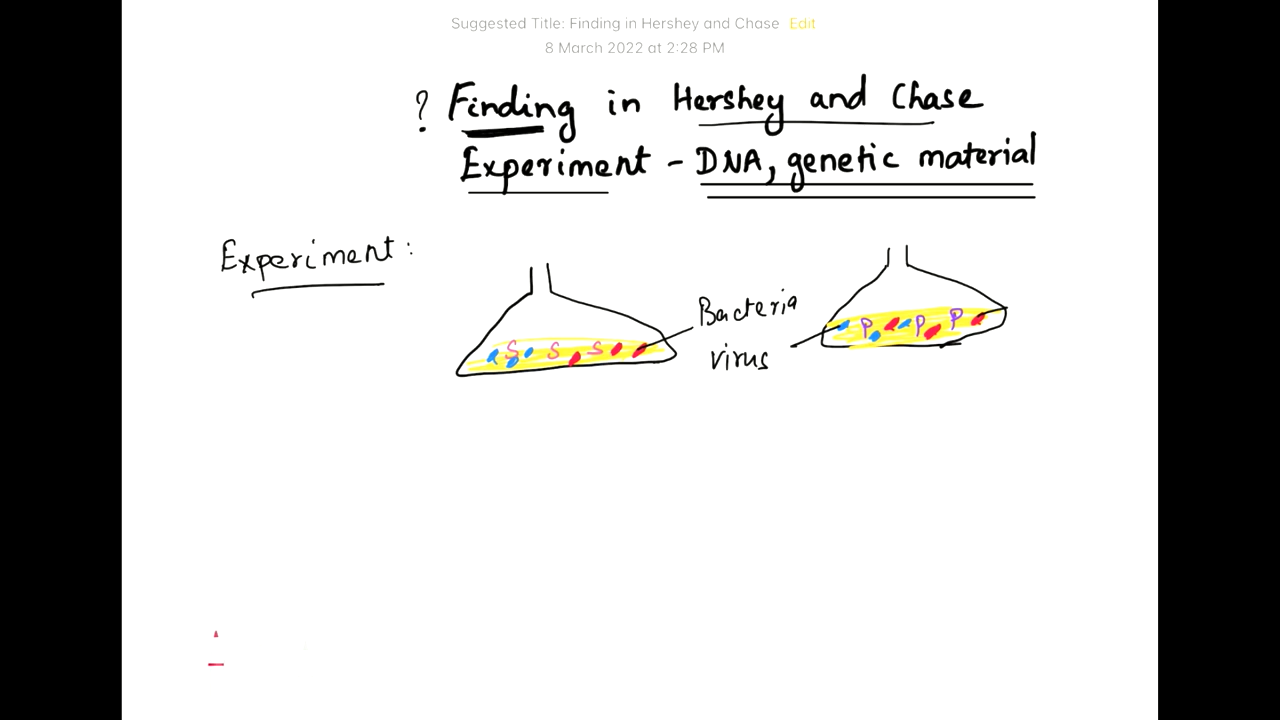 Suggested Title: Finding in Hershey and Chase Edit
8 March 2022 at 2:28 PM
? Finding in Hershey and Chase
Experiment - DNA, genetic material
Experiment:
Bacteria
virus
S S S
P P P